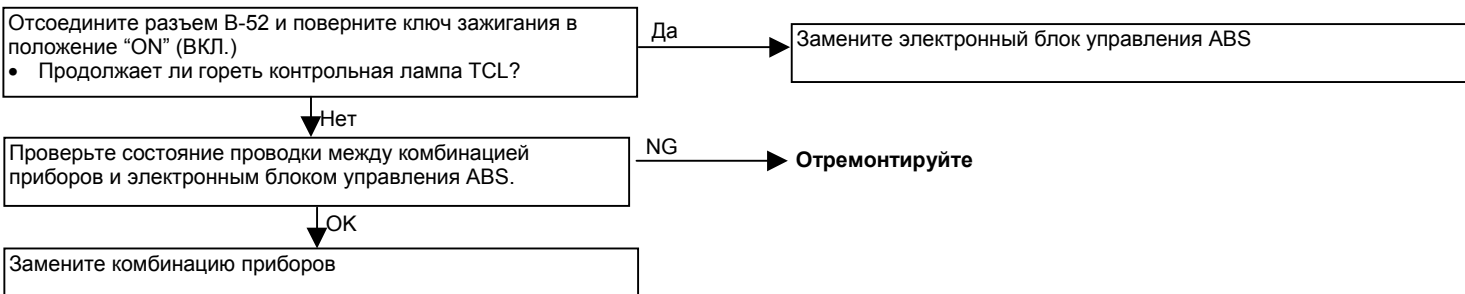 Отсоедините разъем B-52 и поверните ключ зажигания в
положение “ON” (ВКЛ.)
• Продолжает ли гореть контрольная лампа TCL?
Да
Замените электронный блок управления ABS
Нет
Проверьте состояние проводки между комбинацией
приборов и электронным блоком управления ABS.
NG
Отремонтируйте
OK
Замените комбинацию приборов